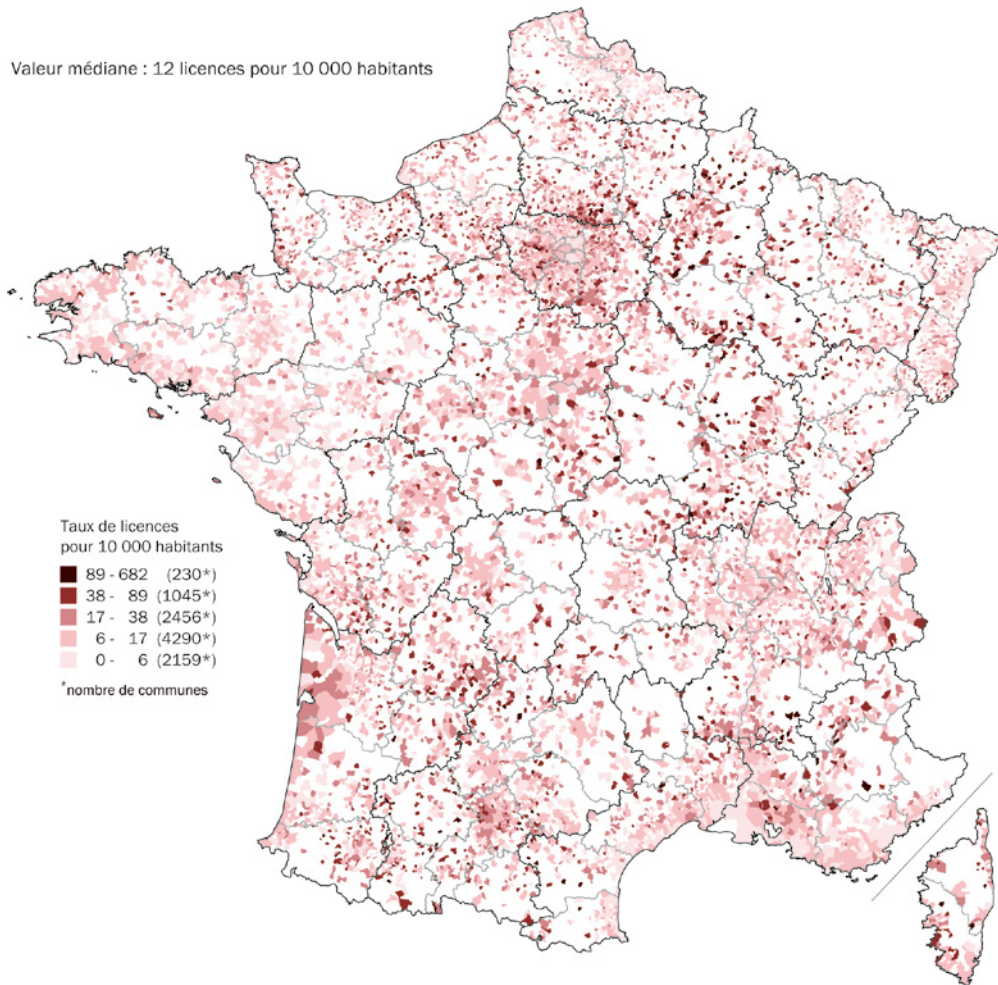 Valeur médiane : 12 licences pour 10 000 habitants
Taux de licences
pour 10 000 habitants
89 - 682 (230*)
38 - 89 (1045*)
17 - 38 (2456*)
6 - 17 (4290*)
0 - 6 (2159*)
*nombre de communes